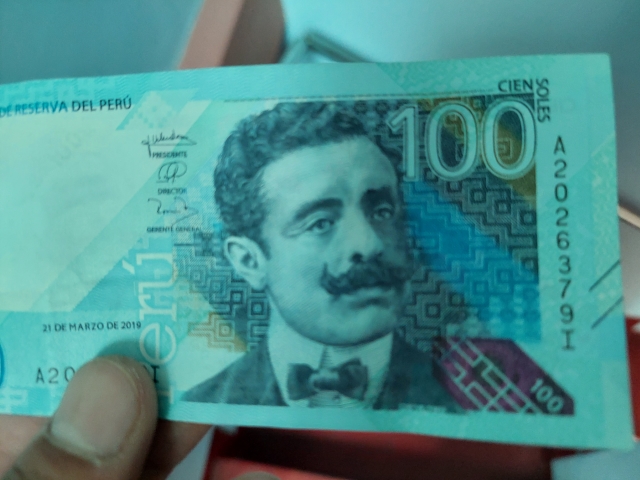 DE RESERVA DEL PERÚ
CIEN
SOLES
100
PRESIDENTE
DIRECTOR
GERENTE GENERAL
A2026379I
Perú
21 DE MARZO DE 2019
A20
I
100